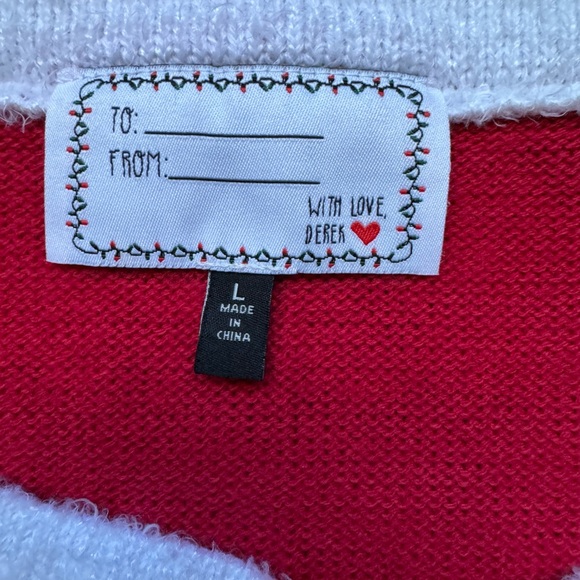 TO:
FROM:
WITH LOVE,
DEREK
L
MADE
IN
CHINA